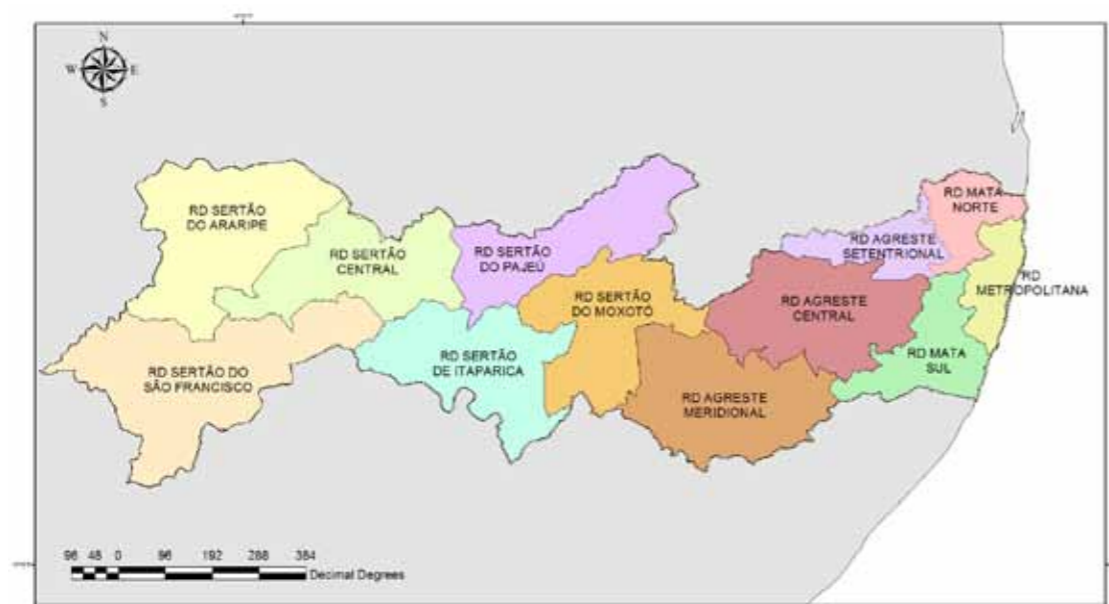 N
W E
S
RD SERTÃO
DO ARARIPE
RD SERTÃO
CENTRAL
RD SERTÃO
DO PAJEÚ
RD MATA
NORTE
RD AGRESTE
SETENTRIONAL
RD
METROPOLITANA
RD SERTÃO
DO MOXOTÓ
RD AGRESTE
CENTRAL
RD MATA
SUL
RD SERTÃO DO
SÃO FRANCISCO
RD SERTÃO
DE ITAPARICA
RD AGRESTE
MERIDIONAL
96 48 0 96 192 288 384
Decimal Degrees